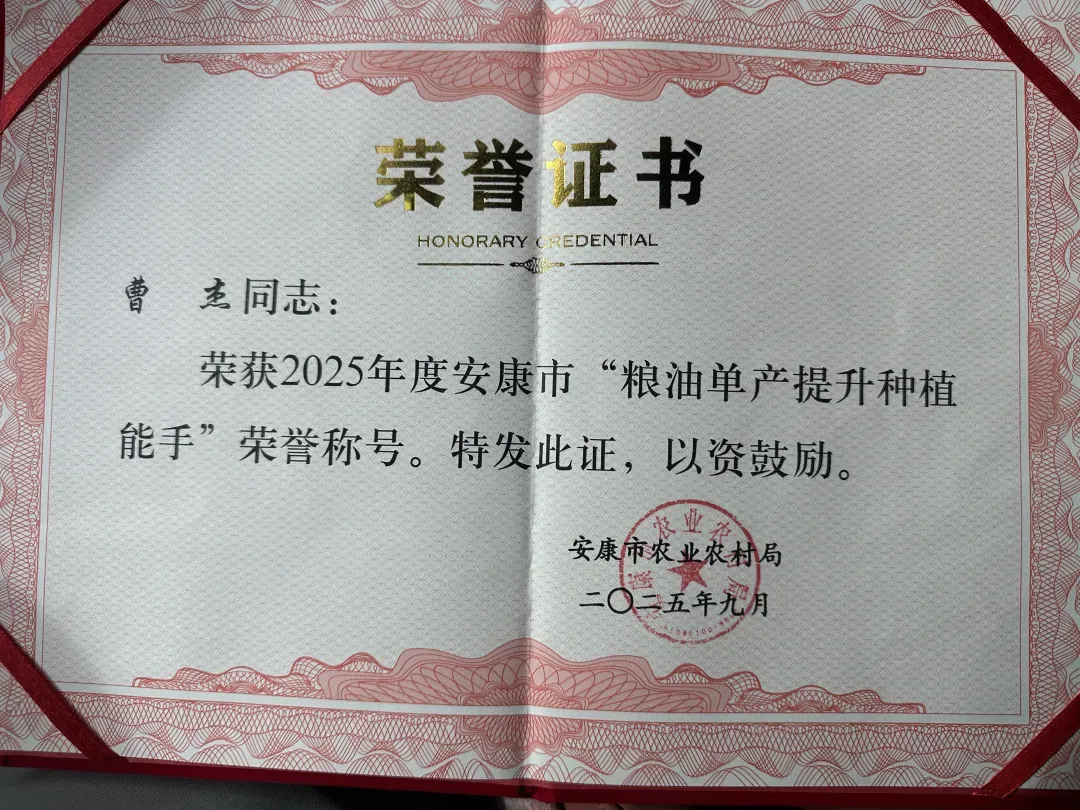 荣誉证书
HONORARY CREDENTIAL
曹 杰同志：
荣获2025年度安康市“粮油单产提升种植
能手”荣誉称号。特发此证，以资鼓励。
安康市农业农村局
二〇二五年九月